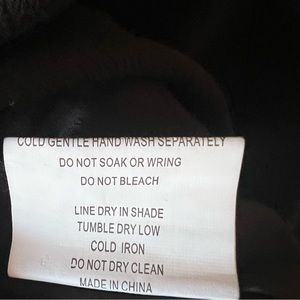 COLD GENTLE HAND WASH SEPARATELY
DO NOT SOAK OR WRING
DO NOT BLEACH
LINE DRY IN SHADE
TUMBLE DRY LOW
COLD IRON
DO NOT DRY CLEAN
MADE IN CHINA